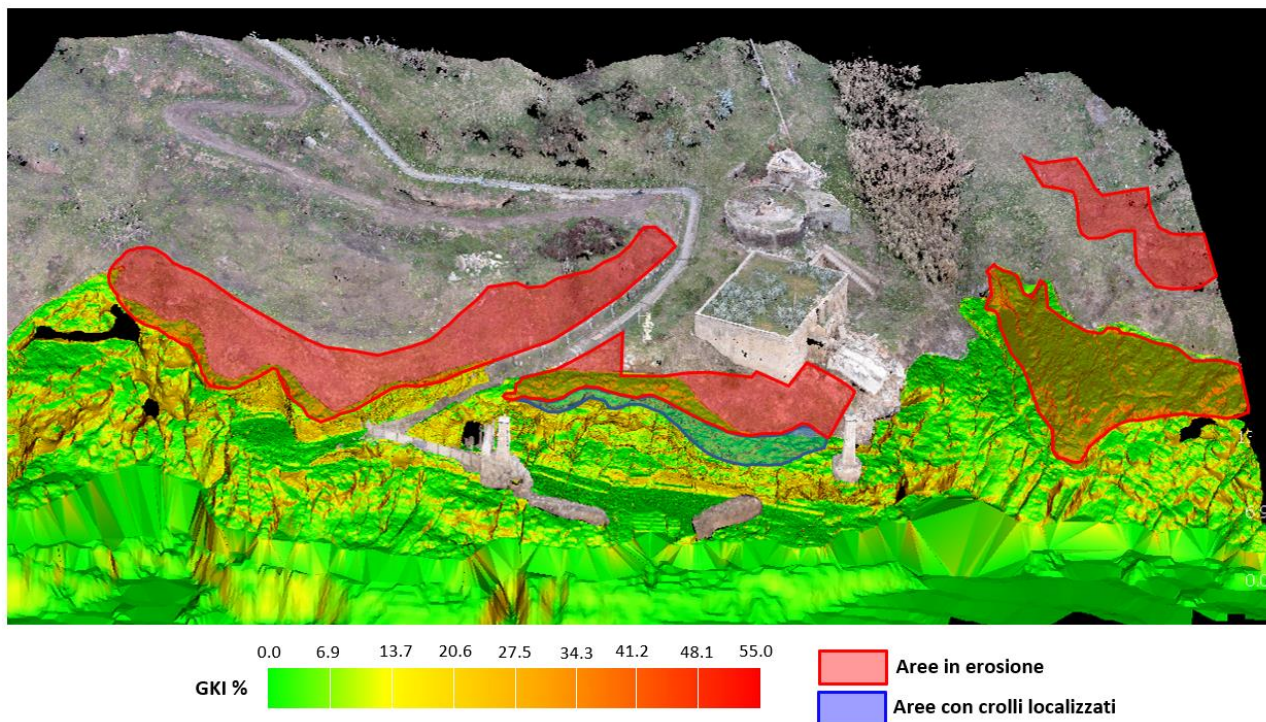 0.0 6.9 13.7 20.6 27.5 34.3 41.2 48.1 55.0
GKI %
Aree in erosione
Aree con crolli localizzati